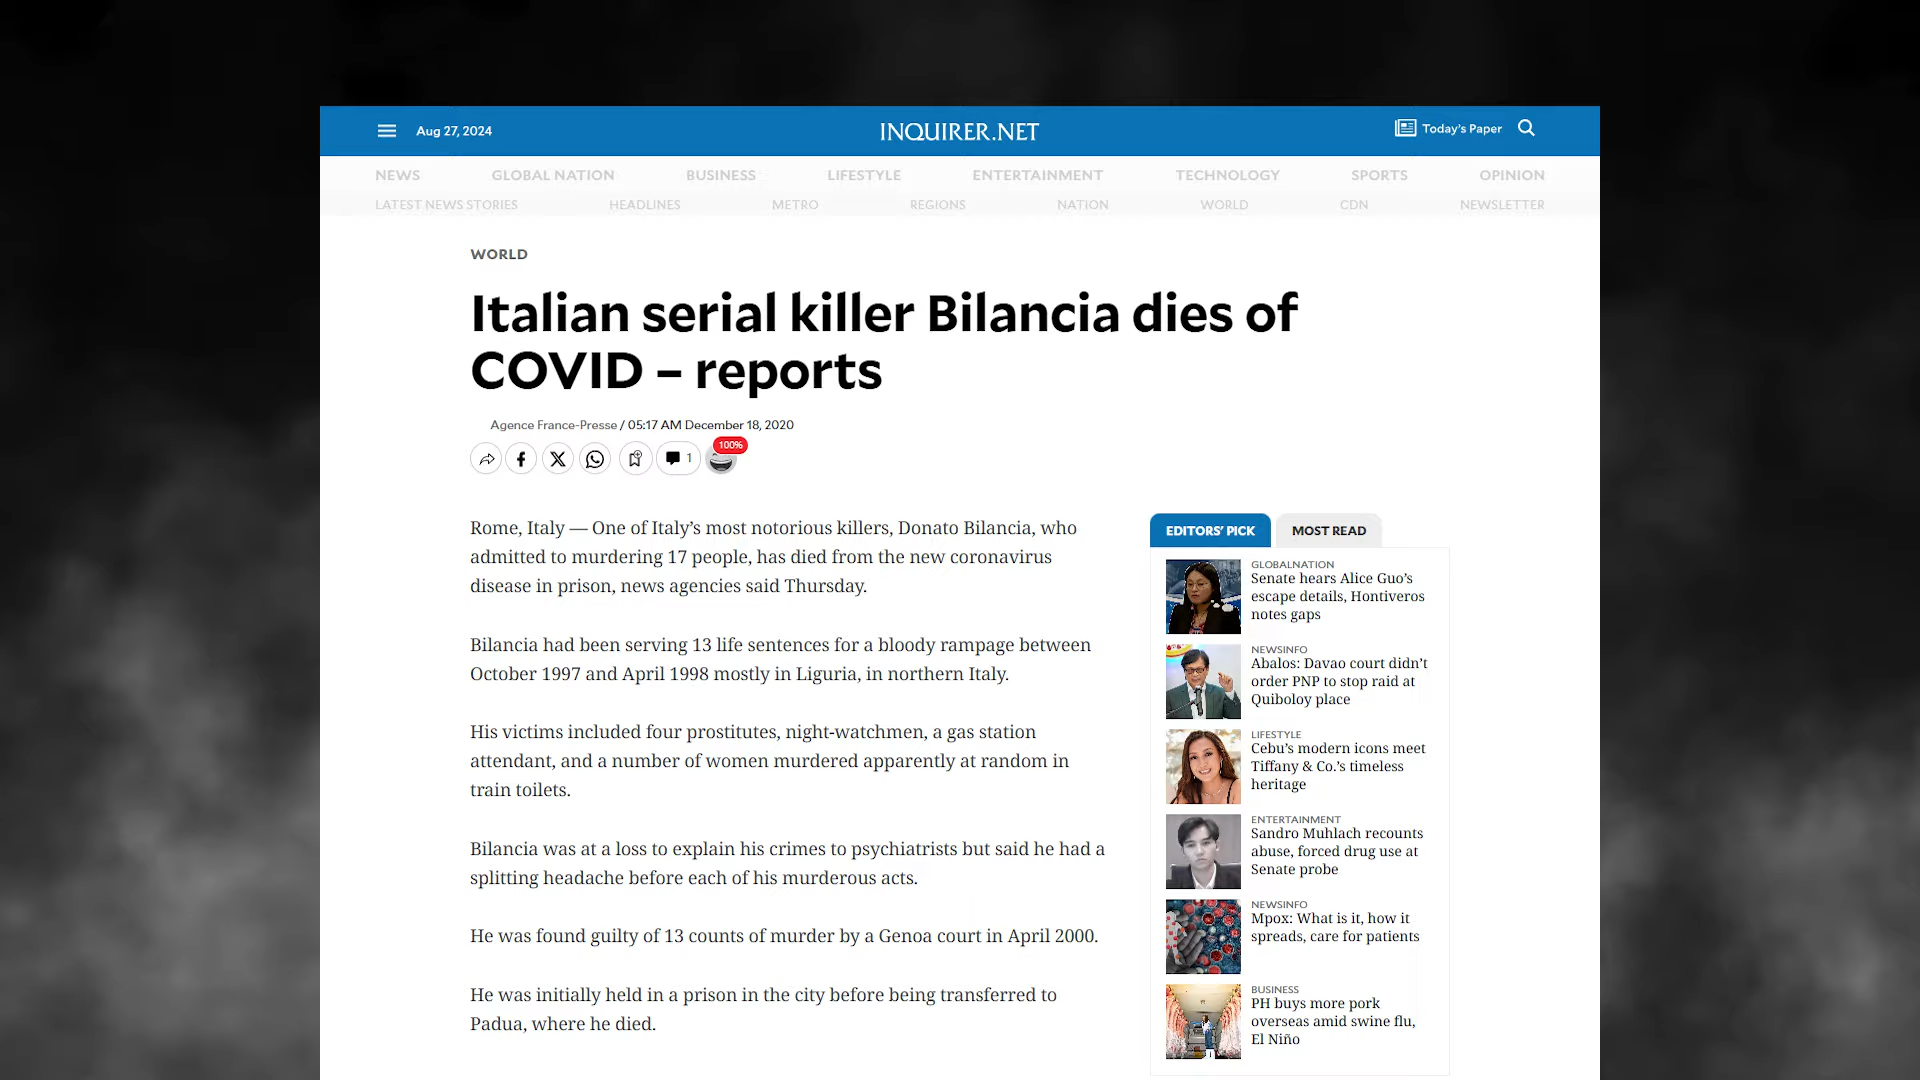 Aug 27, 2024
INQUIRER.NET
Today's Paper
NEWS GLOBAL NATION BUSINESS LIFESTYLE ENTERTAINMENT TECHNOLOGY SPORTS OPINION
LATEST NEWS STORIES HEADLINES METRO REGIONS NATION WORLD CDN NEWSLETTER
WORLD
Italian serial killer Bilancia dies of
COVID – reports
Agence France-Presse / 05:17 AM December 18, 2020
1
100%
Rome, Italy — One of Italy's most notorious killers, Donato Bilancia, who
admitted to murdering 17 people, has died from the new coronavirus
disease in prison, news agencies said Thursday.
Bilancia had been serving 13 life sentences for a bloody rampage between
October 1997 and April 1998 mostly in Liguria, in northern Italy.
His victims included four prostitutes, night-watchmen, a gas station
attendant, and a number of women murdered apparently at random in
train toilets.
Bilancia was at a loss to explain his crimes to psychiatrists but said he had a
splitting headache before each of his murderous acts.
He was found guilty of 13 counts of murder by a Genoa court in April 2000.
He was initially held in a prison in the city before being transferred to
Padua, where he died.
EDITORS' PICK MOST READ
GLOBALNATION
Senate hears Alice Guo's
escape details, Hontiveros
notes gaps
NEWSINFO
Abalos: Davao court didn't
order PNP to stop raid at
Quiboloy place
LIFESTYLE
Cebu's modern icons meet
Tiffany & Co.'s timeless
heritage
ENTERTAINMENT
Sandro Muhlach recounts
abuse, forced drug use at
Senate probe
NEWSINFO
Mpox: What is it, how it
spreads, care for patients
BUSINESS
PH buys more pork
overseas amid swine flu,
El Niño